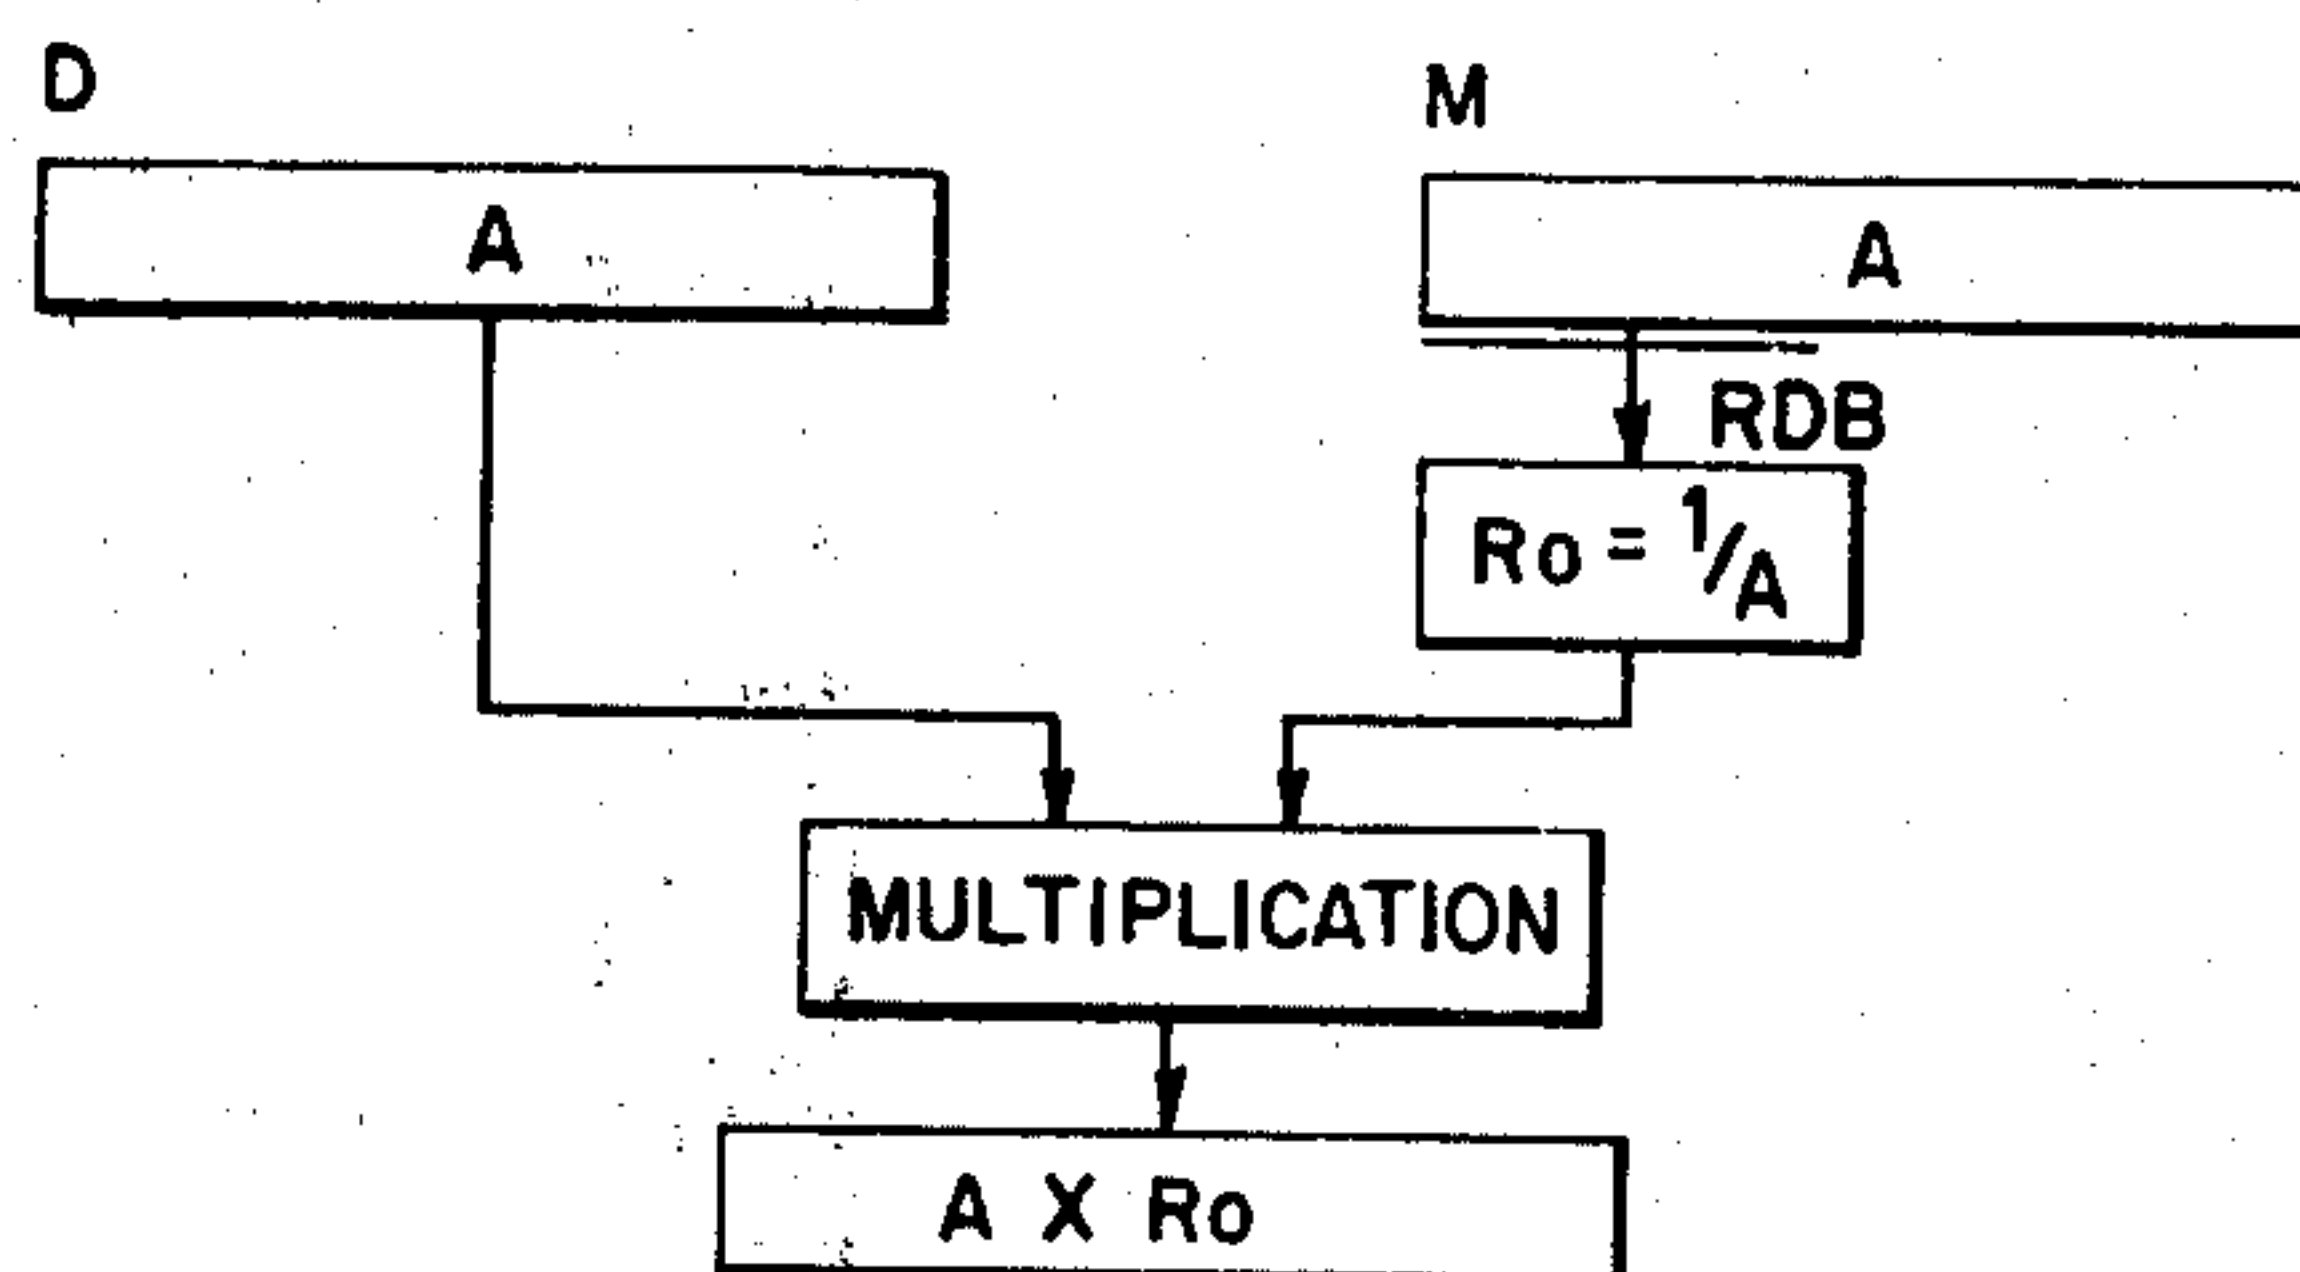 D
M
A
A
RDB
Ro = 1/A
MULTIPLICATION
A X Ro